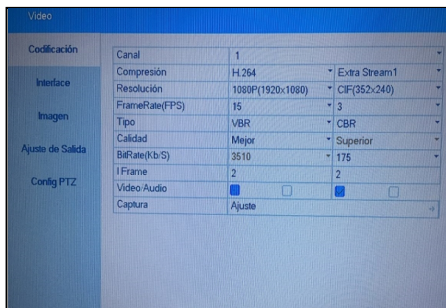 Video
Codificación
Interface
Imagen
Ajuste de Salida
Config PTZ
Canal 1
Compresión H.264 Extra Stream1
Resolución 1080P(1920x1080) CIF(352x240)
FrameRate(FPS) 15 3
Tipo VBR CBR
Calidad Mejor Superior
BitRate(Kb/S) 3510 175
I Frame 2 2
Video/Audio
Captura Ajuste